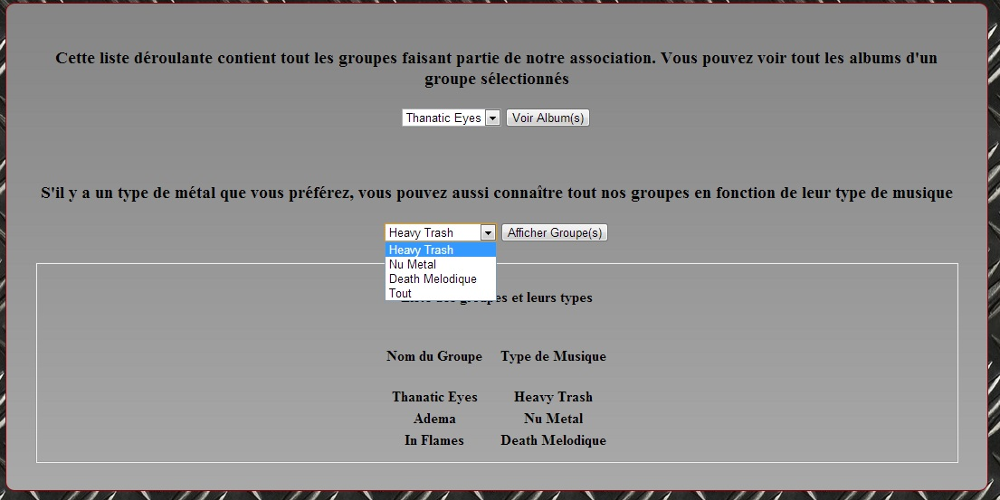 Cette liste déroulante contient tout les groupes faisant partie de notre association. Vous pouvez voir tout les albums d'un
groupe sélectionnés
Thanatic Eyes Voir Album(s)
S'il y a un type de métal que vous préférez, vous pouvez aussi connaître tout nos groupes en fonction de leur type de musique
Heavy Trash Afficher Groupe(s)
Heavy Trash
Nu Metal
Death Melodique
Tout
et leurs types
Nom du Groupe Type de Musique
Thanatic Eyes Heavy Trash
Adema Nu Metal
In Flames Death Melodique